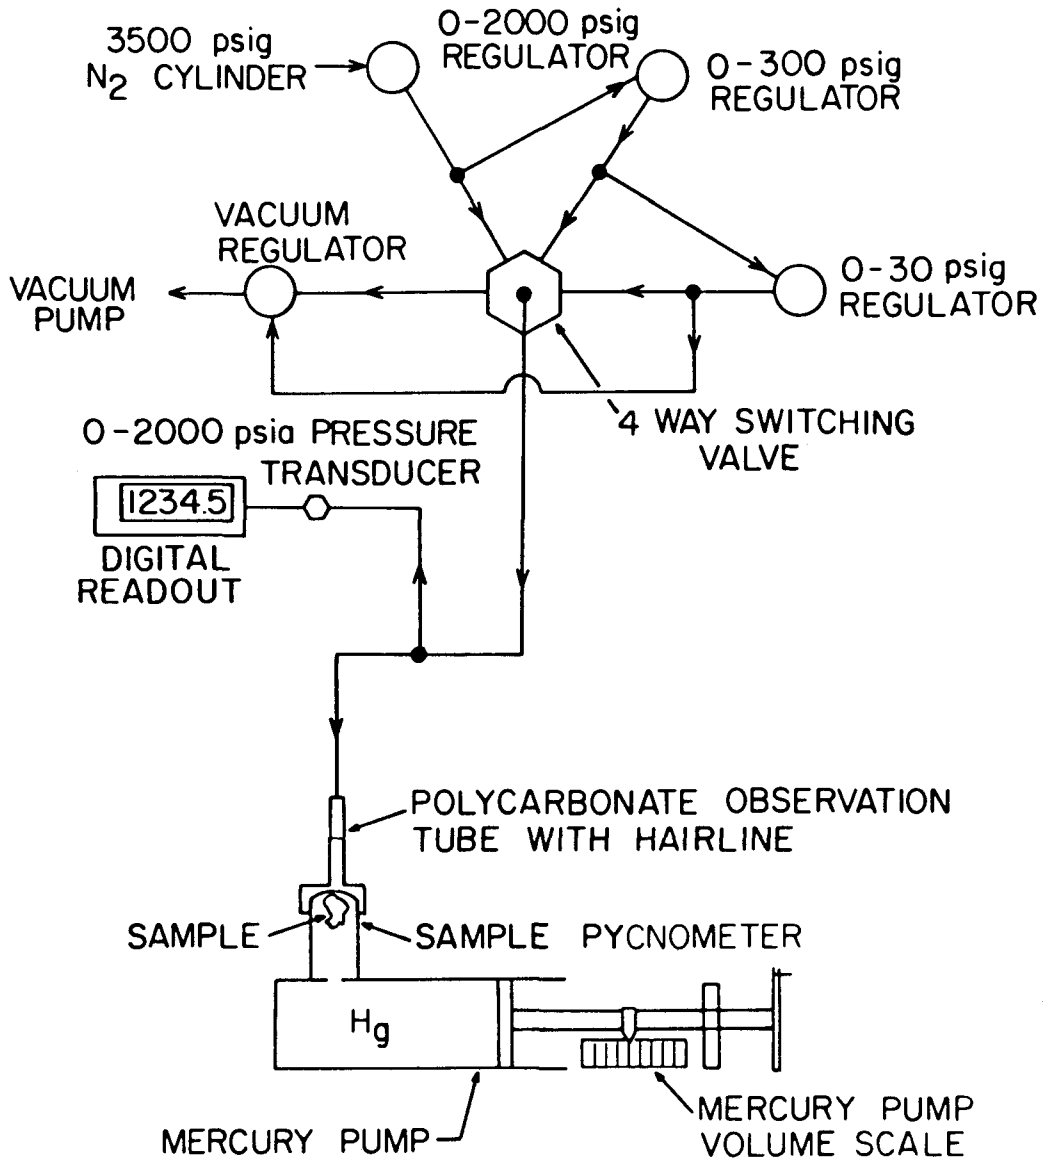 3500 psig
N2 CYLINDER
0-2000 psig
REGULATOR
0-300 psig
REGULATOR
VACUUM
REGULATOR
VACUUM
PUMP
0-30 psig
REGULATOR
4 WAY SWITCHING
VALVE
0-2000 psia PRESSURE
TRANSDUCER
1234.5
DIGITAL
READOUT
POLYCARBONATE OBSERVATION
TUBE WITH HAIRLINE
SAMPLE
SAMPLE PYCNOMETER
Hg
MERCURY PUMP
MERCURY PUMP
VOLUME SCALE